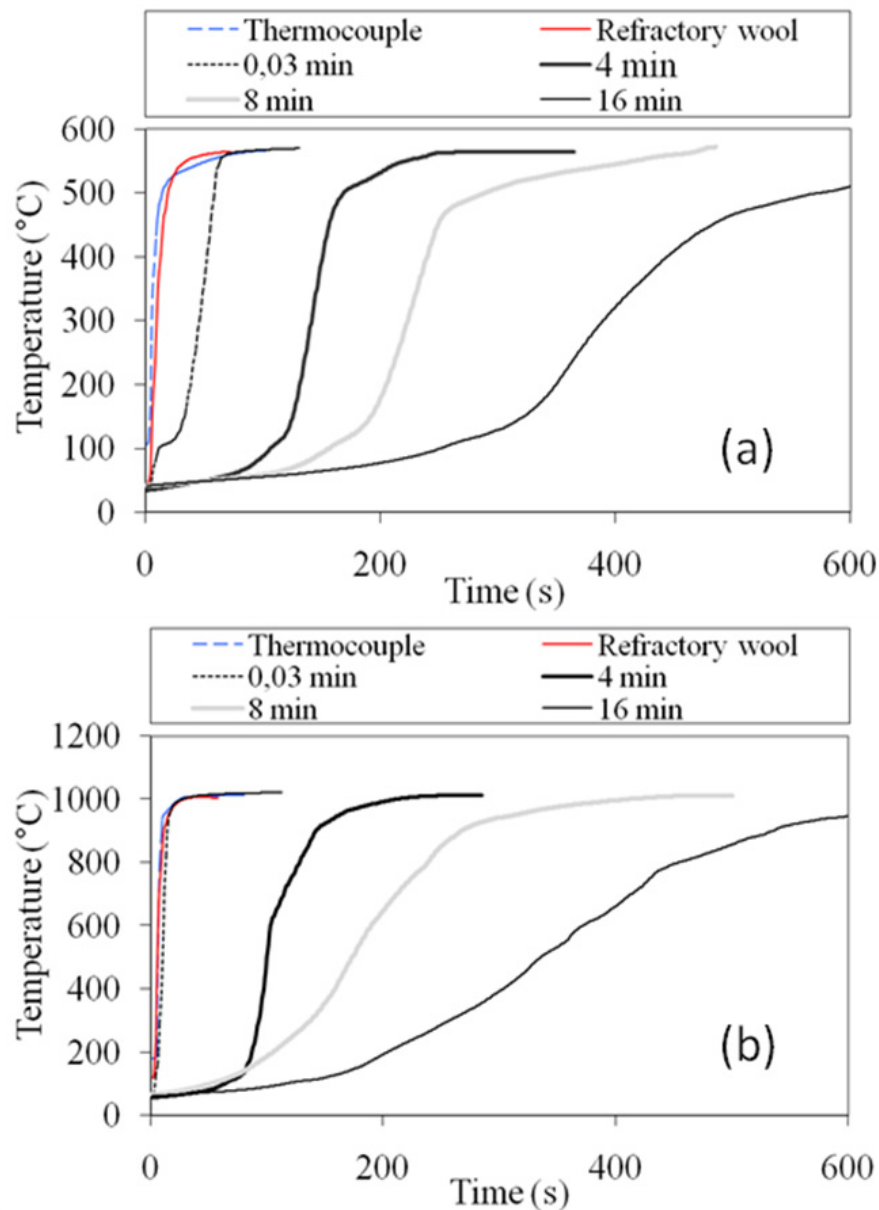 Thermocouple Refractory wool
0,03 min 4 min
8 min 16 min
600
500
400
300
200
100
0
Temperature (°C)
(a)
0 200 400 600
Time (s)
Thermocouple Refractory wool
0,03 min 4 min
8 min 16 min
1200
1000
800
600
400
200
0
Temperature (°C)
(b)
0 200 400 600
Time (s)